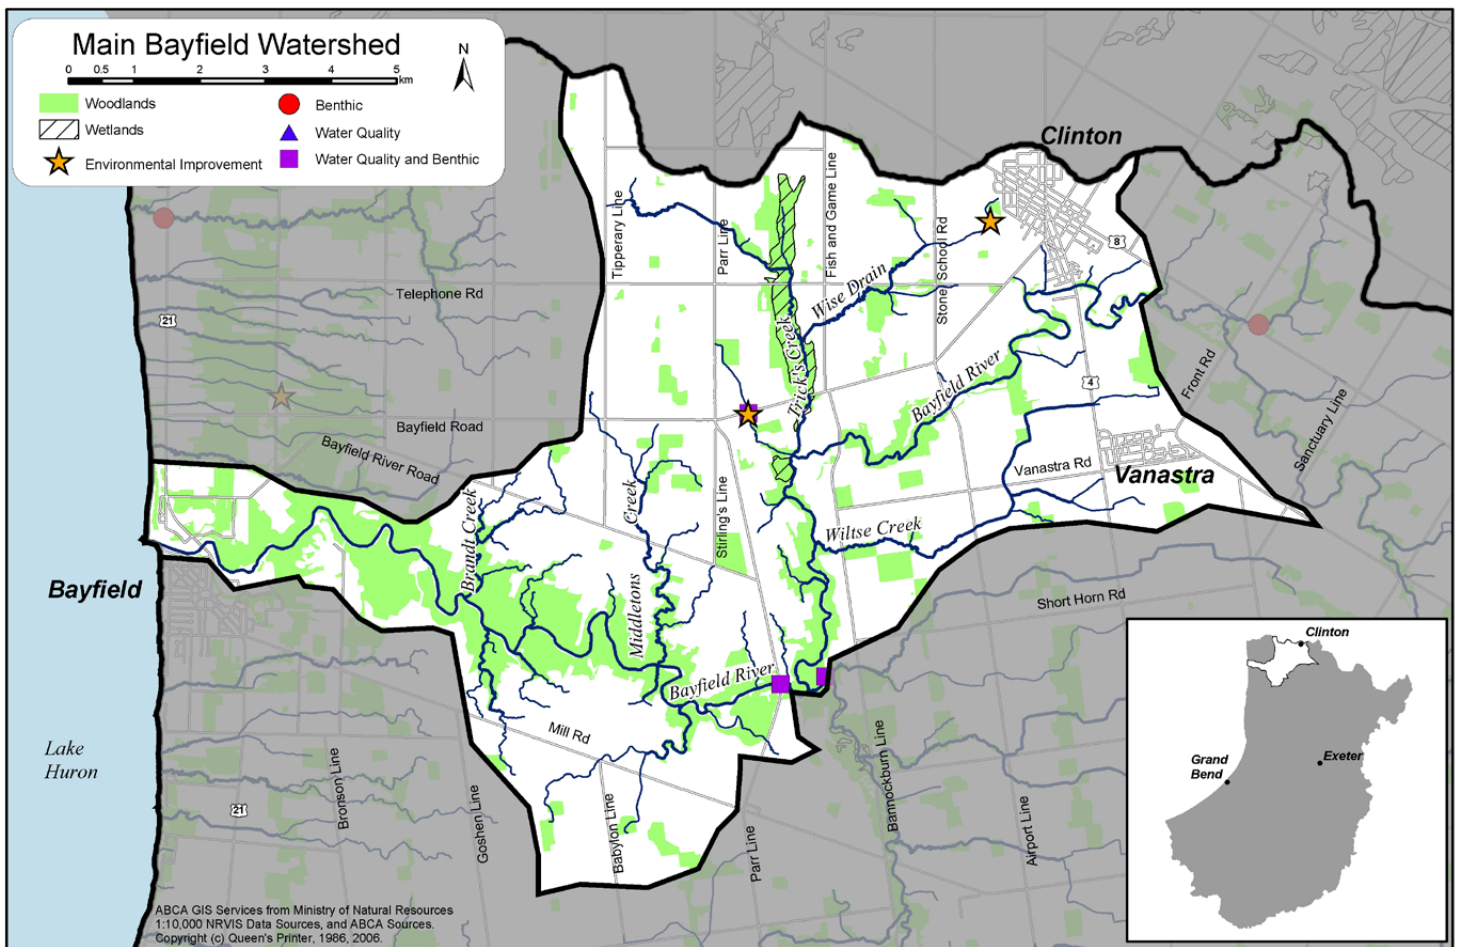 Main Bayfield Watershed
0 0.5 1 2 3 4 5
km
N
Woodlands
Wetlands
Environmental Improvement
Benthic
Water Quality
Water Quality and Benthic
Clinton
Tipperary Line
Parr Line
Fish and Game Line
Stone School Rd
8
Telephone Rd
Wise Drain
21
Trick's Creek
Bayfield River
4
Front Rd
Sanctuary Line
Bayfield Road
Bayfield River Road
Vanastra Rd
Vanastra
Brandt Creek
Middletons Creek
Stirling's Line
Wiltse Creek
Bayfield
Short Horn Rd
Bayfield River
Mill Rd
Lake
Huron
21
Bronson Line
Goshen Line
Babylon Line
Parr Line
Bannockburn Line
Airport Line
Clinton
Grand
Bend
Exeter
ABCA GIS Services from Ministry of Natural Resources
1:10,000 NRVIS Data Sources, and ABCA Sources.
Copyright (c) Queen's Printer, 1986, 2006.